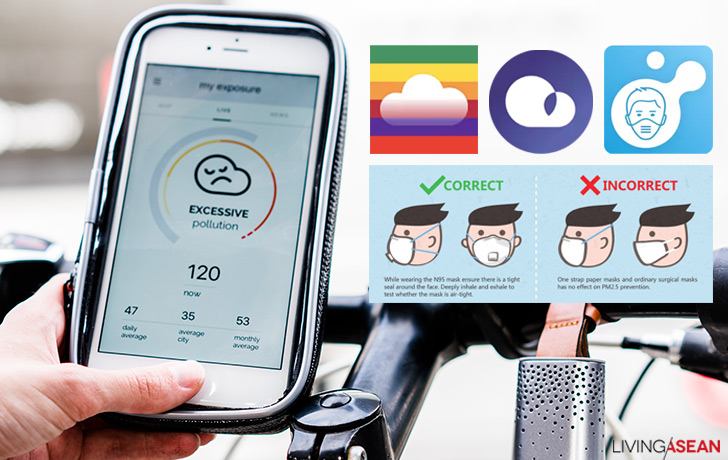 my exposure
MAP LIVE NEWS
EXCESSIVE
pollution
120
now
47 35 53
daily average city monthly
average average
✓CORRECT
While wearing the N95 mask ensure there is a tight
seal around the face. Deeply inhale and exhale to
test whether the mask is air-tight.
✗INCORRECT
One strap paper masks and ordinary surgical masks
has no effect on PM2.5 prevention.
LIVINGASEAN